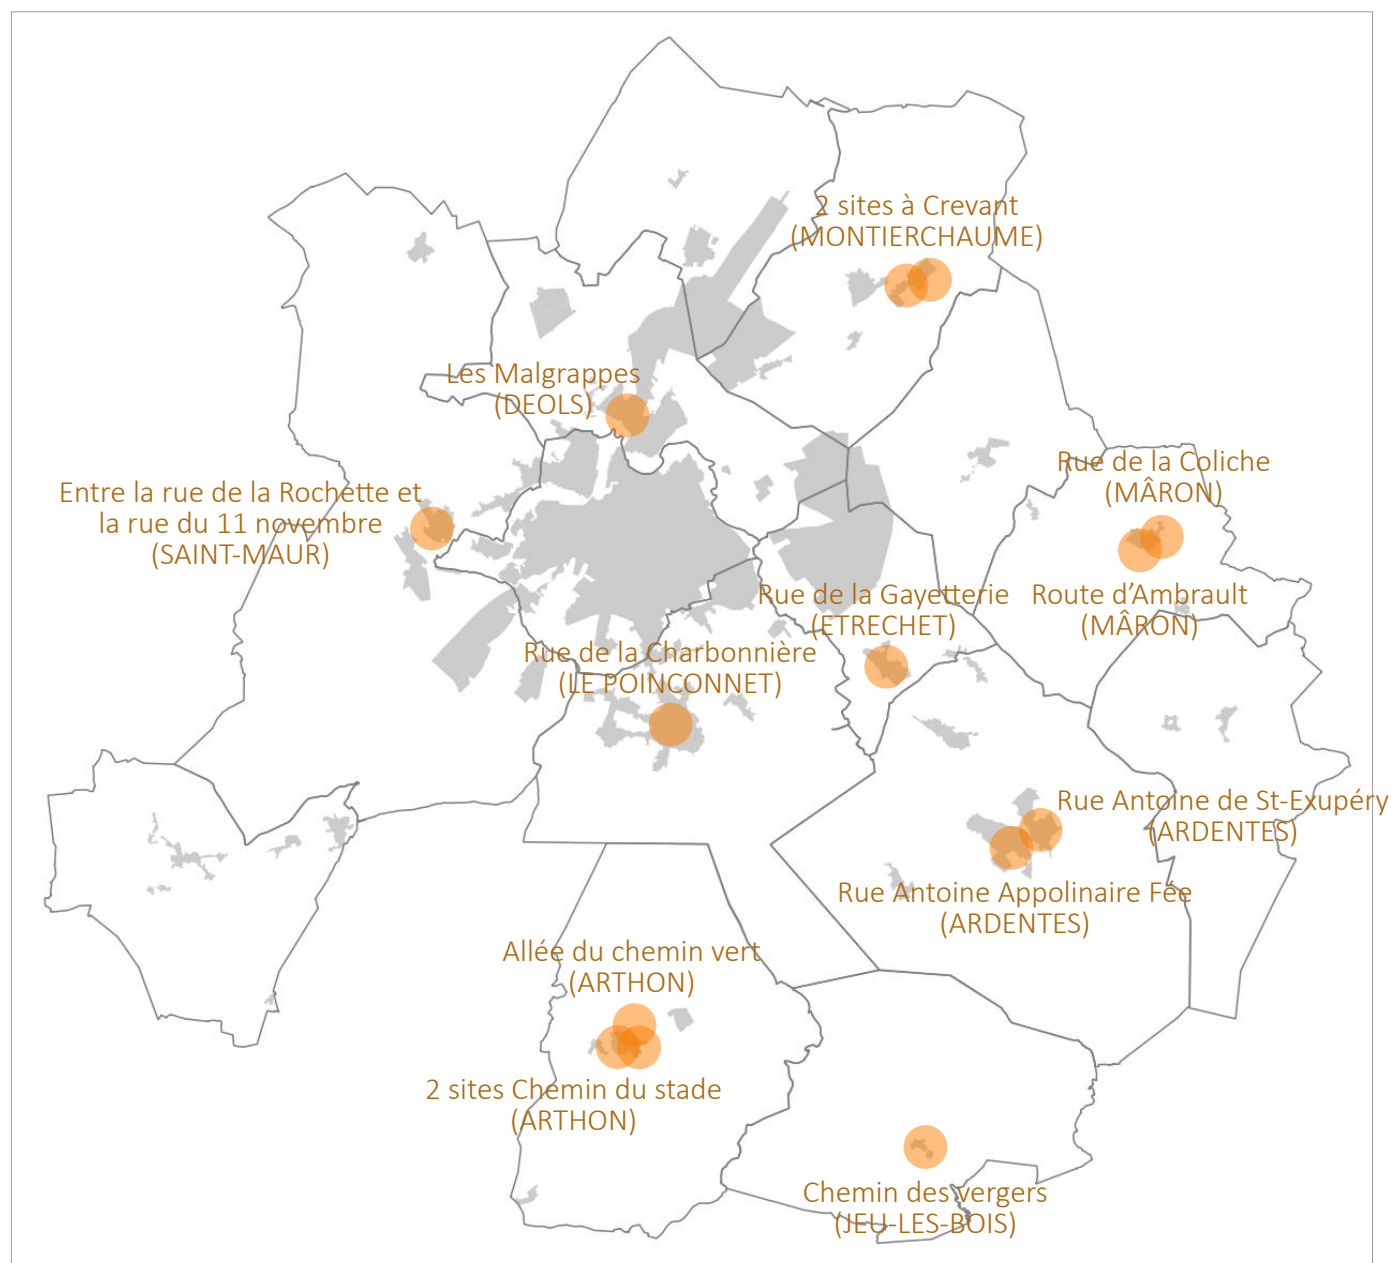 2 sites à Crevant
(MONTIERCHAUME)
Les Malgrappes
(DEOLS)
Rue de la Coliche
(MÂRON)
Entre la rue de la Rochette et
la rue du 11 novembre
(SAINT-MAUR)
Rue de la Gayetterie
(ETRECHET)
Route d'Ambrault
(MÂRON)
Rue de la Charbonnière
(LE POINCONNET)
Rue Antoine de St-Exupéry
(ARDENTES)
Rue Antoine Appolinaire Fée
(ARDENTES)
Allée du chemin vert
(ARTHON)
2 sites Chemin du stade
(ARTHON)
Chemin des vergers
(JEU-LES-BOIS)